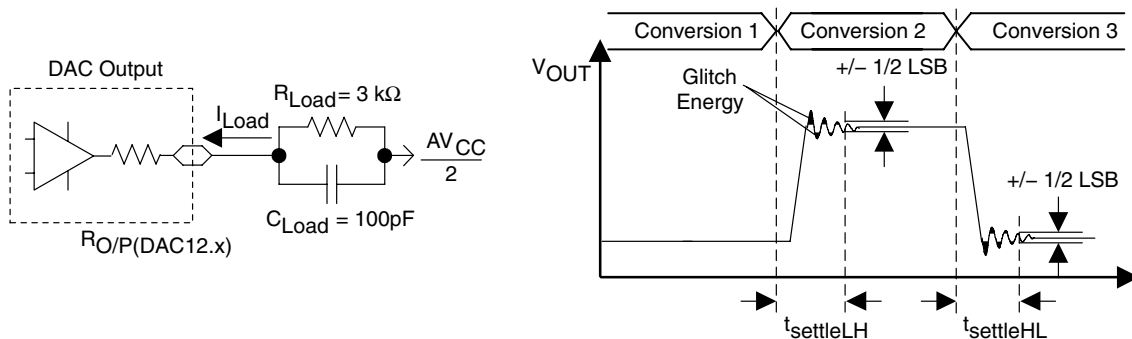 DAC Output
ILoad
RLoad = 3 kΩ
AVCC
2
CLoad = 100pF
RO/P(DAC12.x)
Conversion 1
Conversion 2
Conversion 3
VOUT
Glitch
Energy
+/− 1/2 LSB
+/− 1/2 LSB
tsettleLH
tsettleHL